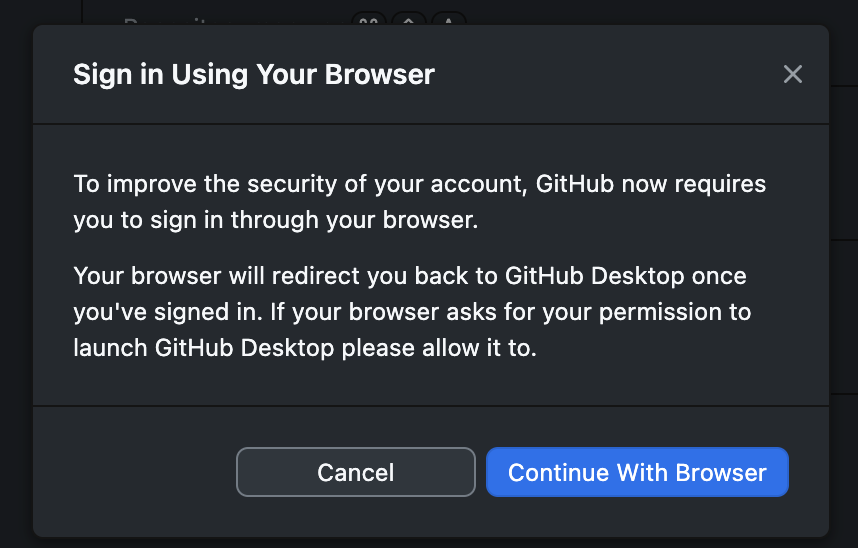 Sign in Using Your Browser
To improve the security of your account, GitHub now requires
you to sign in through your browser.
Your browser will redirect you back to GitHub Desktop once
you've signed in. If your browser asks for your permission to
launch GitHub Desktop please allow it to.
Cancel
Continue With Browser